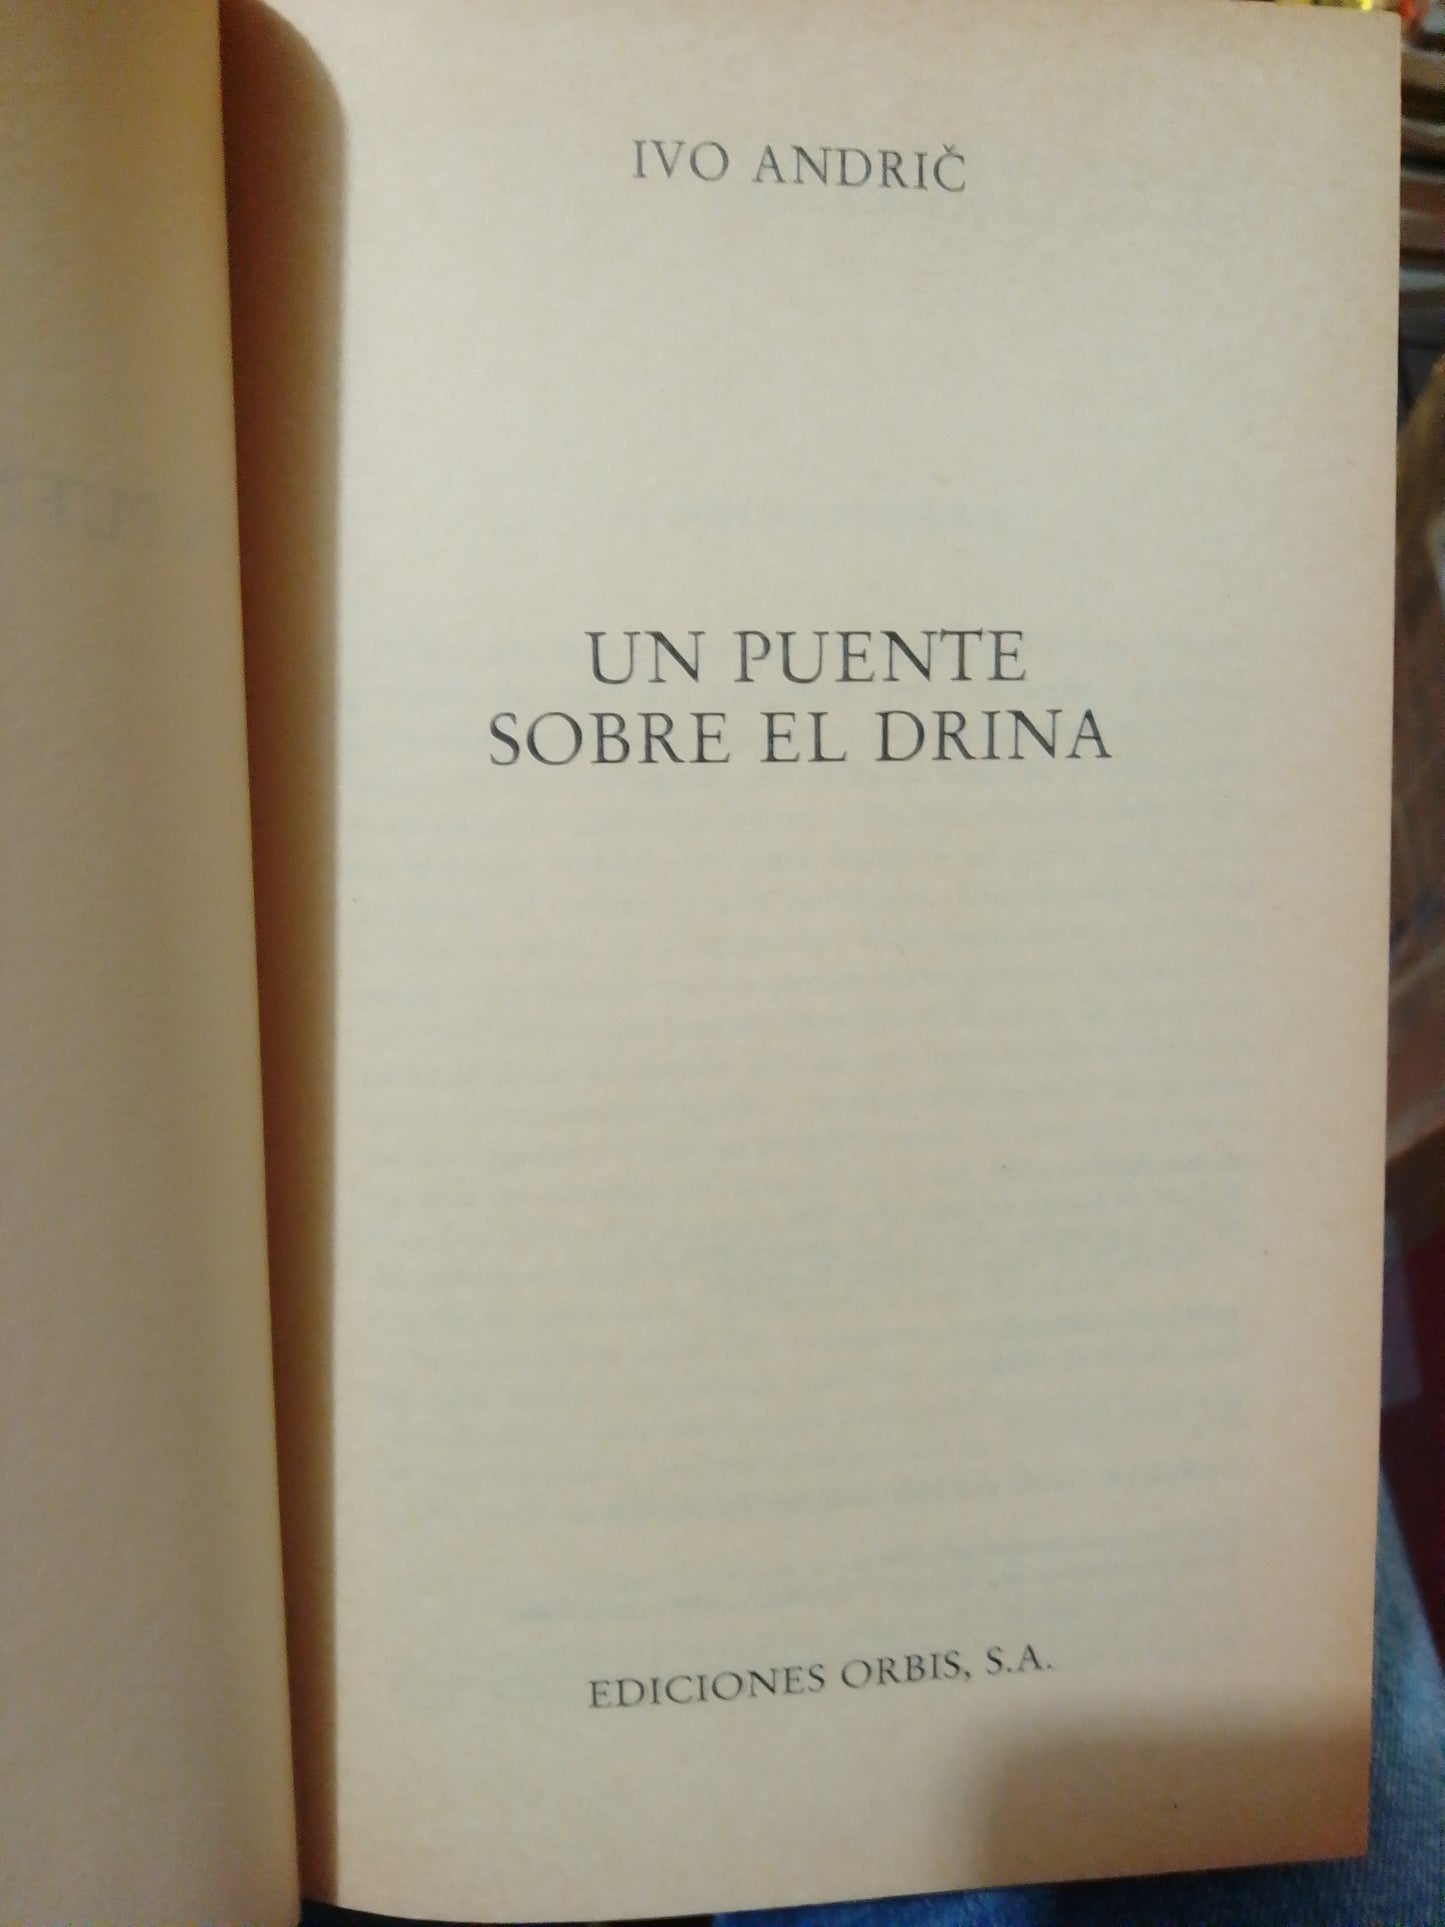 IVO ANDRIČ
UN PUENTE
SOBRE EL DRINA
EDICIONES ORBIS, S.A.